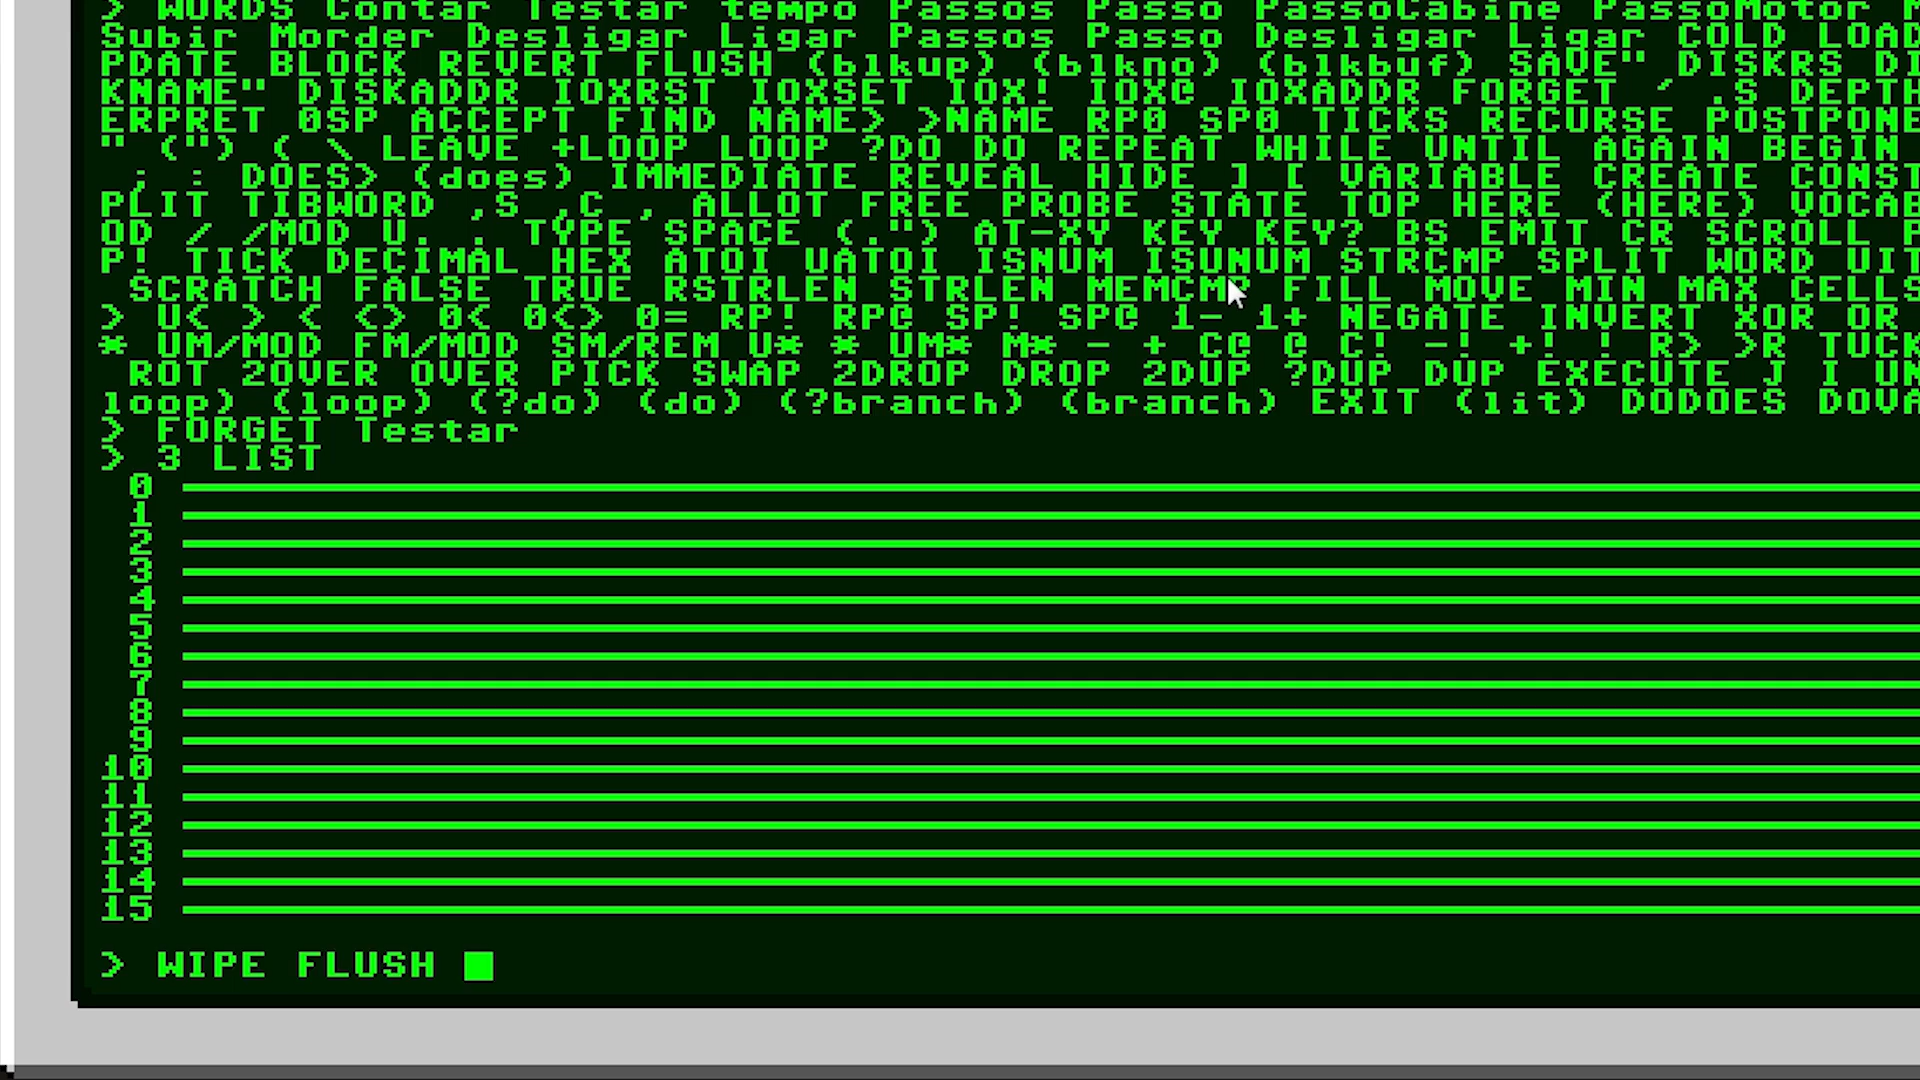 > WORDS Contar Testar tempo Passos Passo PassoCabine PassoMotor
Subir Morder Desligar Ligar Passos Passo Desligar Ligar COLD LOAD
PDATE BLOCK REVERT FLUSH (blkup) (blkno) (blkbuf) SAVE" DISKRS DI
KNAME" DISKADDR IOXRST IOXSET IOX! IOX@ IOXADDR FORGET ' .S DEPTH
ERPRET 0SP ACCEPT FIND NAME> >NAME RP0 SP0 TICKS RECURSE POSTPONE
" (") ( \ LEAVE +LOOP LOOP ?DO DO REPEAT WHILE UNTIL AGAIN BEGIN
; : DOES> (does) IMMEDIATE REVEAL HIDE ] [ VARIABLE CREATE CONST
PLIT TIBWORD ,S ,C , ALLOT FREE PROBE STATE TOP HERE (HERE) VOCAB
OD / /MOD U. . TYPE SPACE (.") AT-XY KEY KEY? BS EMIT CR SCROLL P
P! TICK DECIMAL HEX ATOI UATOI ISNUM ISUNUM STRCMP SPLIT WORD UIT
SCRATCH FALSE TRUE RSTRLEN STRLEN MEMCMP FILL MOVE MIN MAX CELLS
> U< > < <> 0< 0<> 0= RP! RP@ SP! SP@ 1- 1+ NEGATE INVERT XOR OR
* UM/MOD FM/MOD SM/REM U* * UM* M* - + C@ @ C! -! +! ! R> >R TUCK
ROT 2OVER OVER PICK SWAP 2DROP DROP 2DUP ?DUP DUP EXECUTE J I UN
loop) (loop) (?do) (do) (?branch) (branch) EXIT (lit) DODOES DOVA
> FORGET Testar
> 3 LIST
0
1
2
3
4
5
6
7
8
9
10
11
12
13
14
15
> WIPE FLUSH